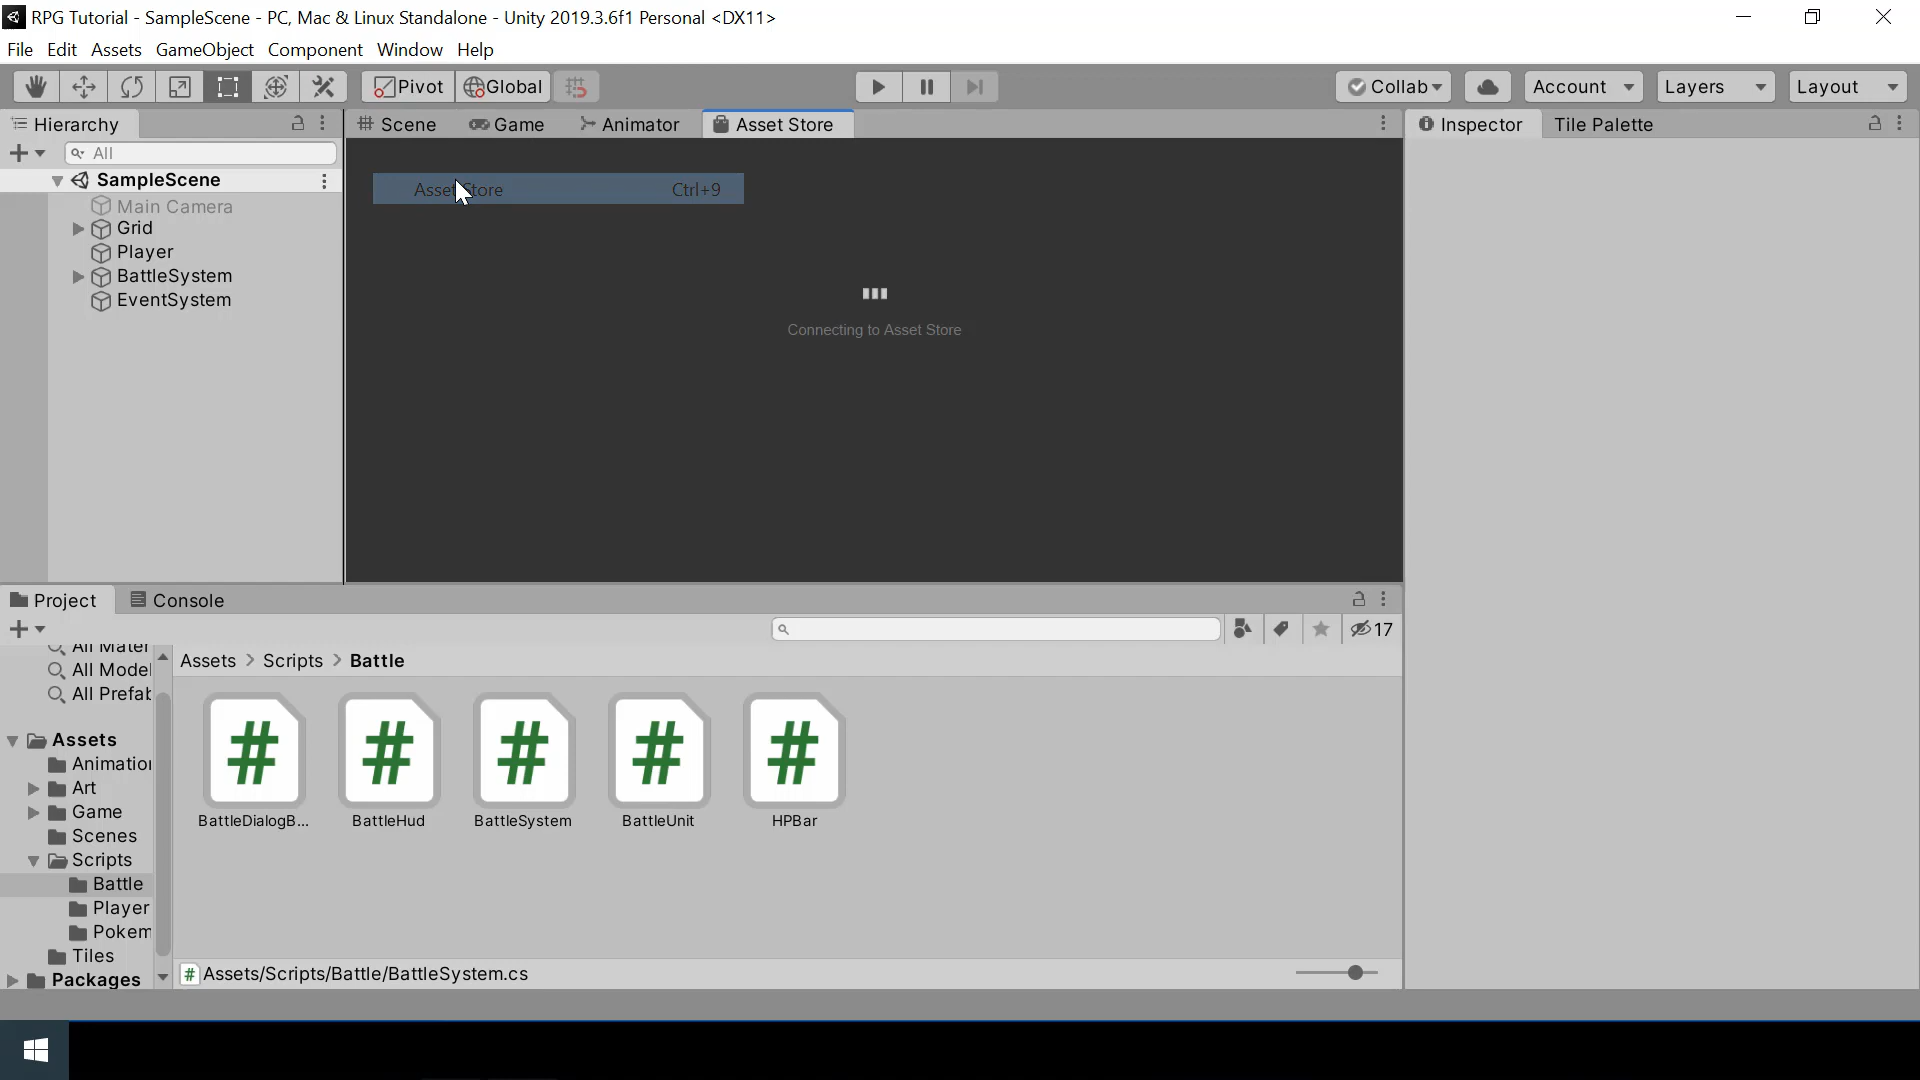 RPG Tutorial - SampleScene - PC, Mac & Linux Standalone - Unity 2019.3.6f1 Personal <DX11>
File Edit Assets GameObject Component Window Help
Pivot Global Collab Account Layers Layout
Hierarchy
Scene Game Animator Asset Store
Inspector Tile Palette
All
SampleScene
Main Camera
Grid
Player
BattleSystem
EventSystem
Asset Store Ctrl+9
Connecting to Asset Store
Project Console
17
All Mater
All Model
All Prefab
Assets
Animation
Art
Game
Scenes
Scripts
Battle
Player
Pokem
Tiles
Packages
Assets > Scripts > Battle
BattleDialogB... BattleHud BattleSystem BattleUnit HPBar
Assets/Scripts/Battle/BattleSystem.cs